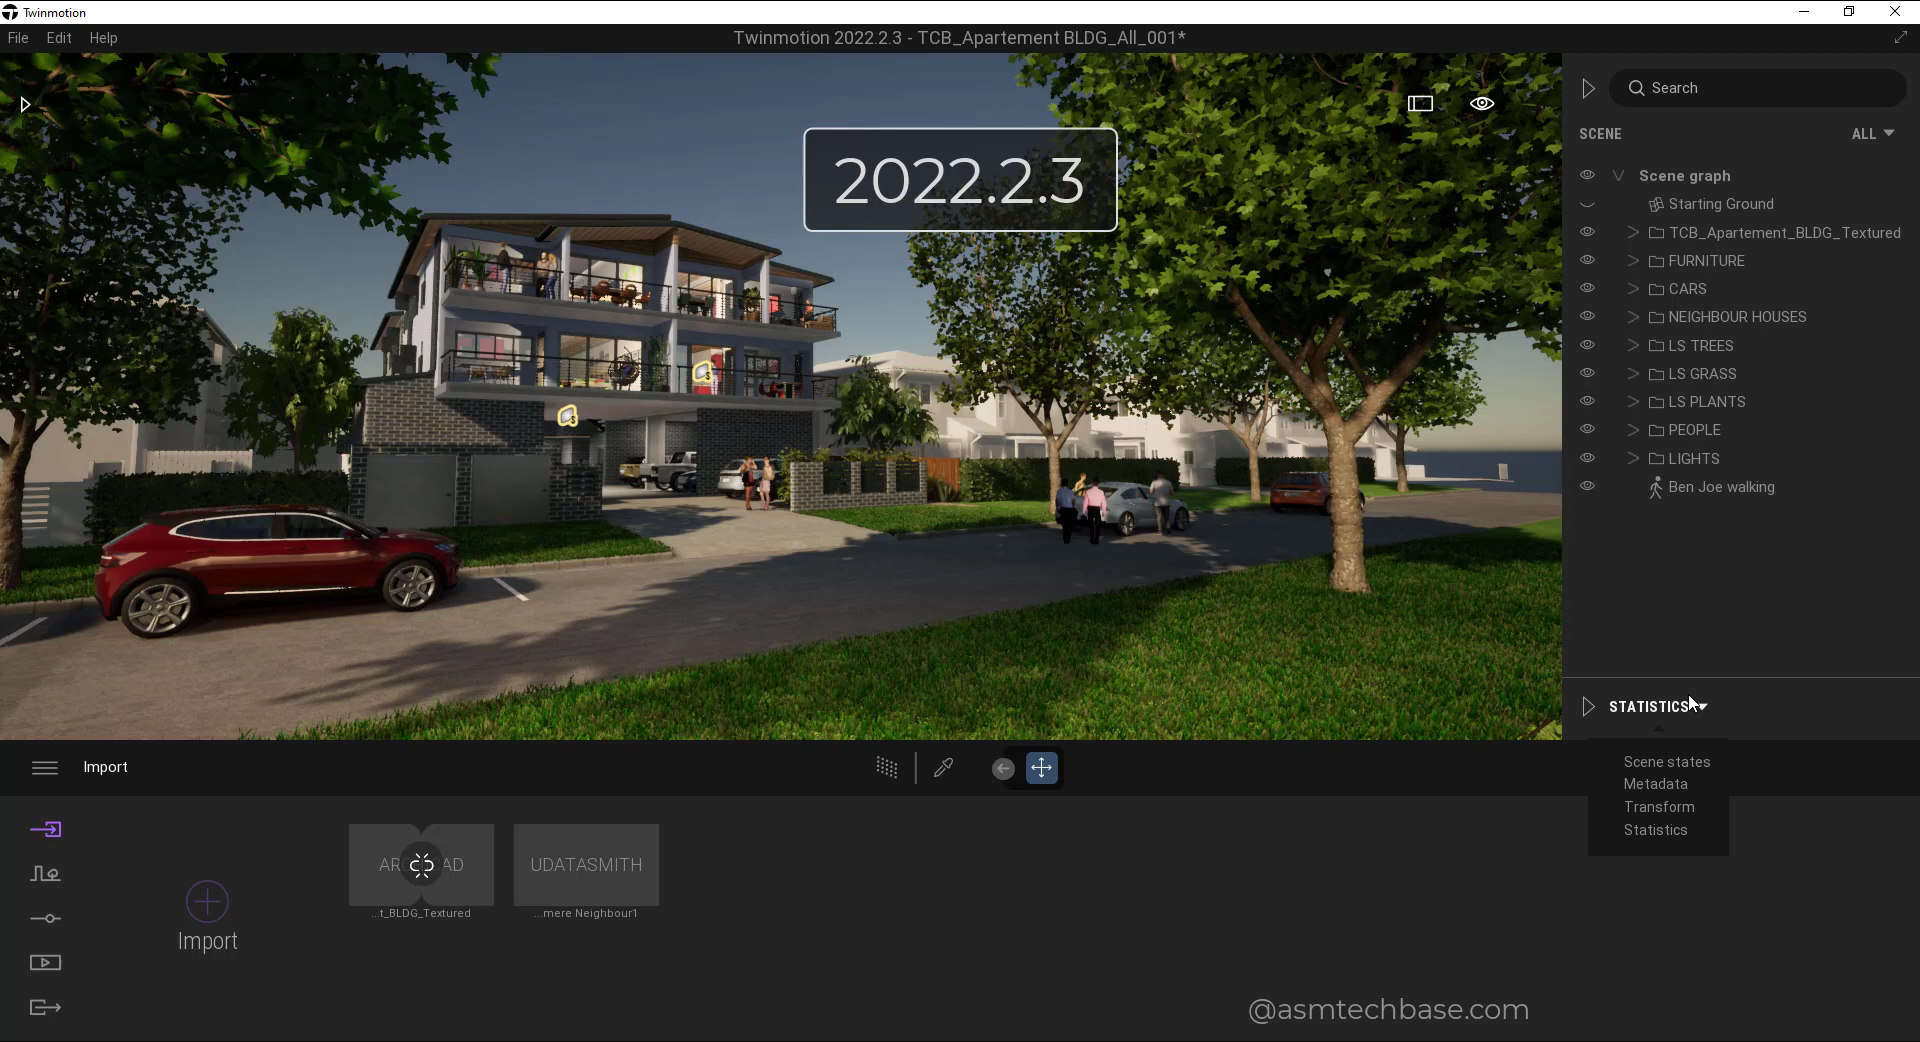 Twinmotion
File Edit Help
Twinmotion 2022.2.3 - TCB_Apartement BLDG_All_001*
2022.2.3
Search
SCENE
ALL
Scene graph
Starting Ground
TCB_Apartement_BLDG_Textured
FURNITURE
CARS
NEIGHBOUR HOUSES
LS TREES
LS GRASS
LS PLANTS
PEOPLE
LIGHTS
Ben Joe walking
STATISTICS
Scene states
Metadata
Transform
Statistics
Import
Import
UDATASMITH
...t_BLDG_Textured
...mere Neighbour1
@asmtechbase.com